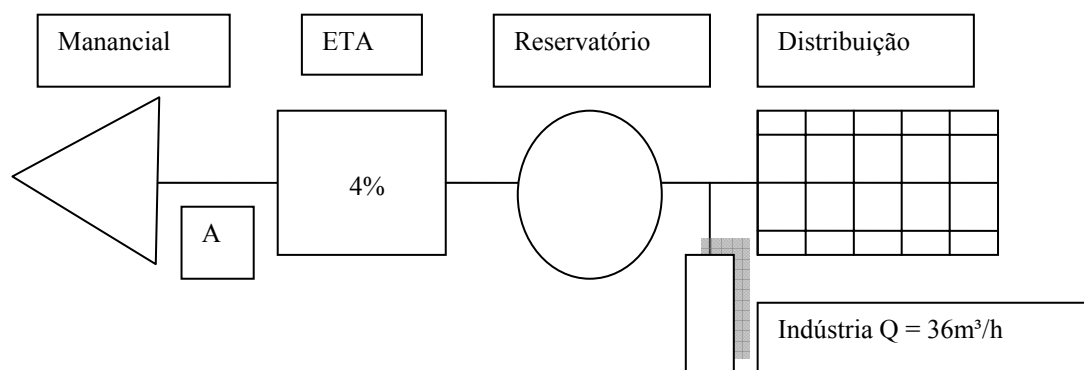 Manancial
ETA
Reservatório
Distribuição
4%
A
Indústria Q = 36m³/h